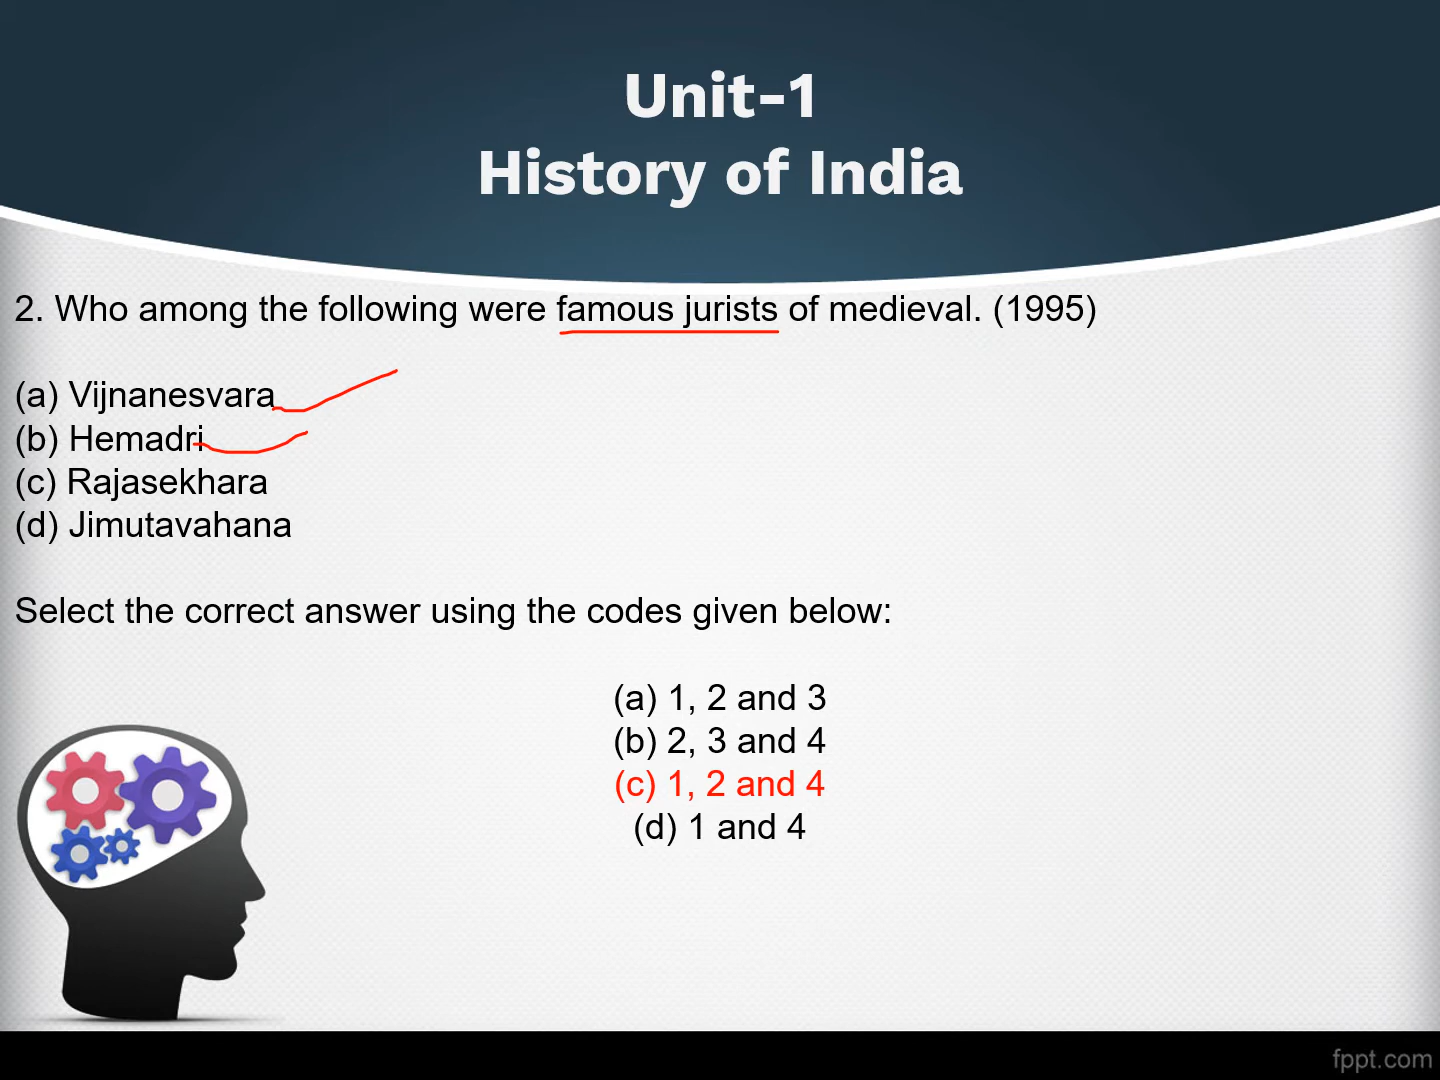 Unit-1
History of India
2. Who among the following were famous jurists of medieval. (1995)
(a) Vijnanesvara
(b) Hemadri
(c) Rajasekhara
(d) Jimutavahana
Select the correct answer using the codes given below:
(a) 1, 2 and 3
(b) 2, 3 and 4
(c) 1, 2 and 4
(d) 1 and 4
fppt.com